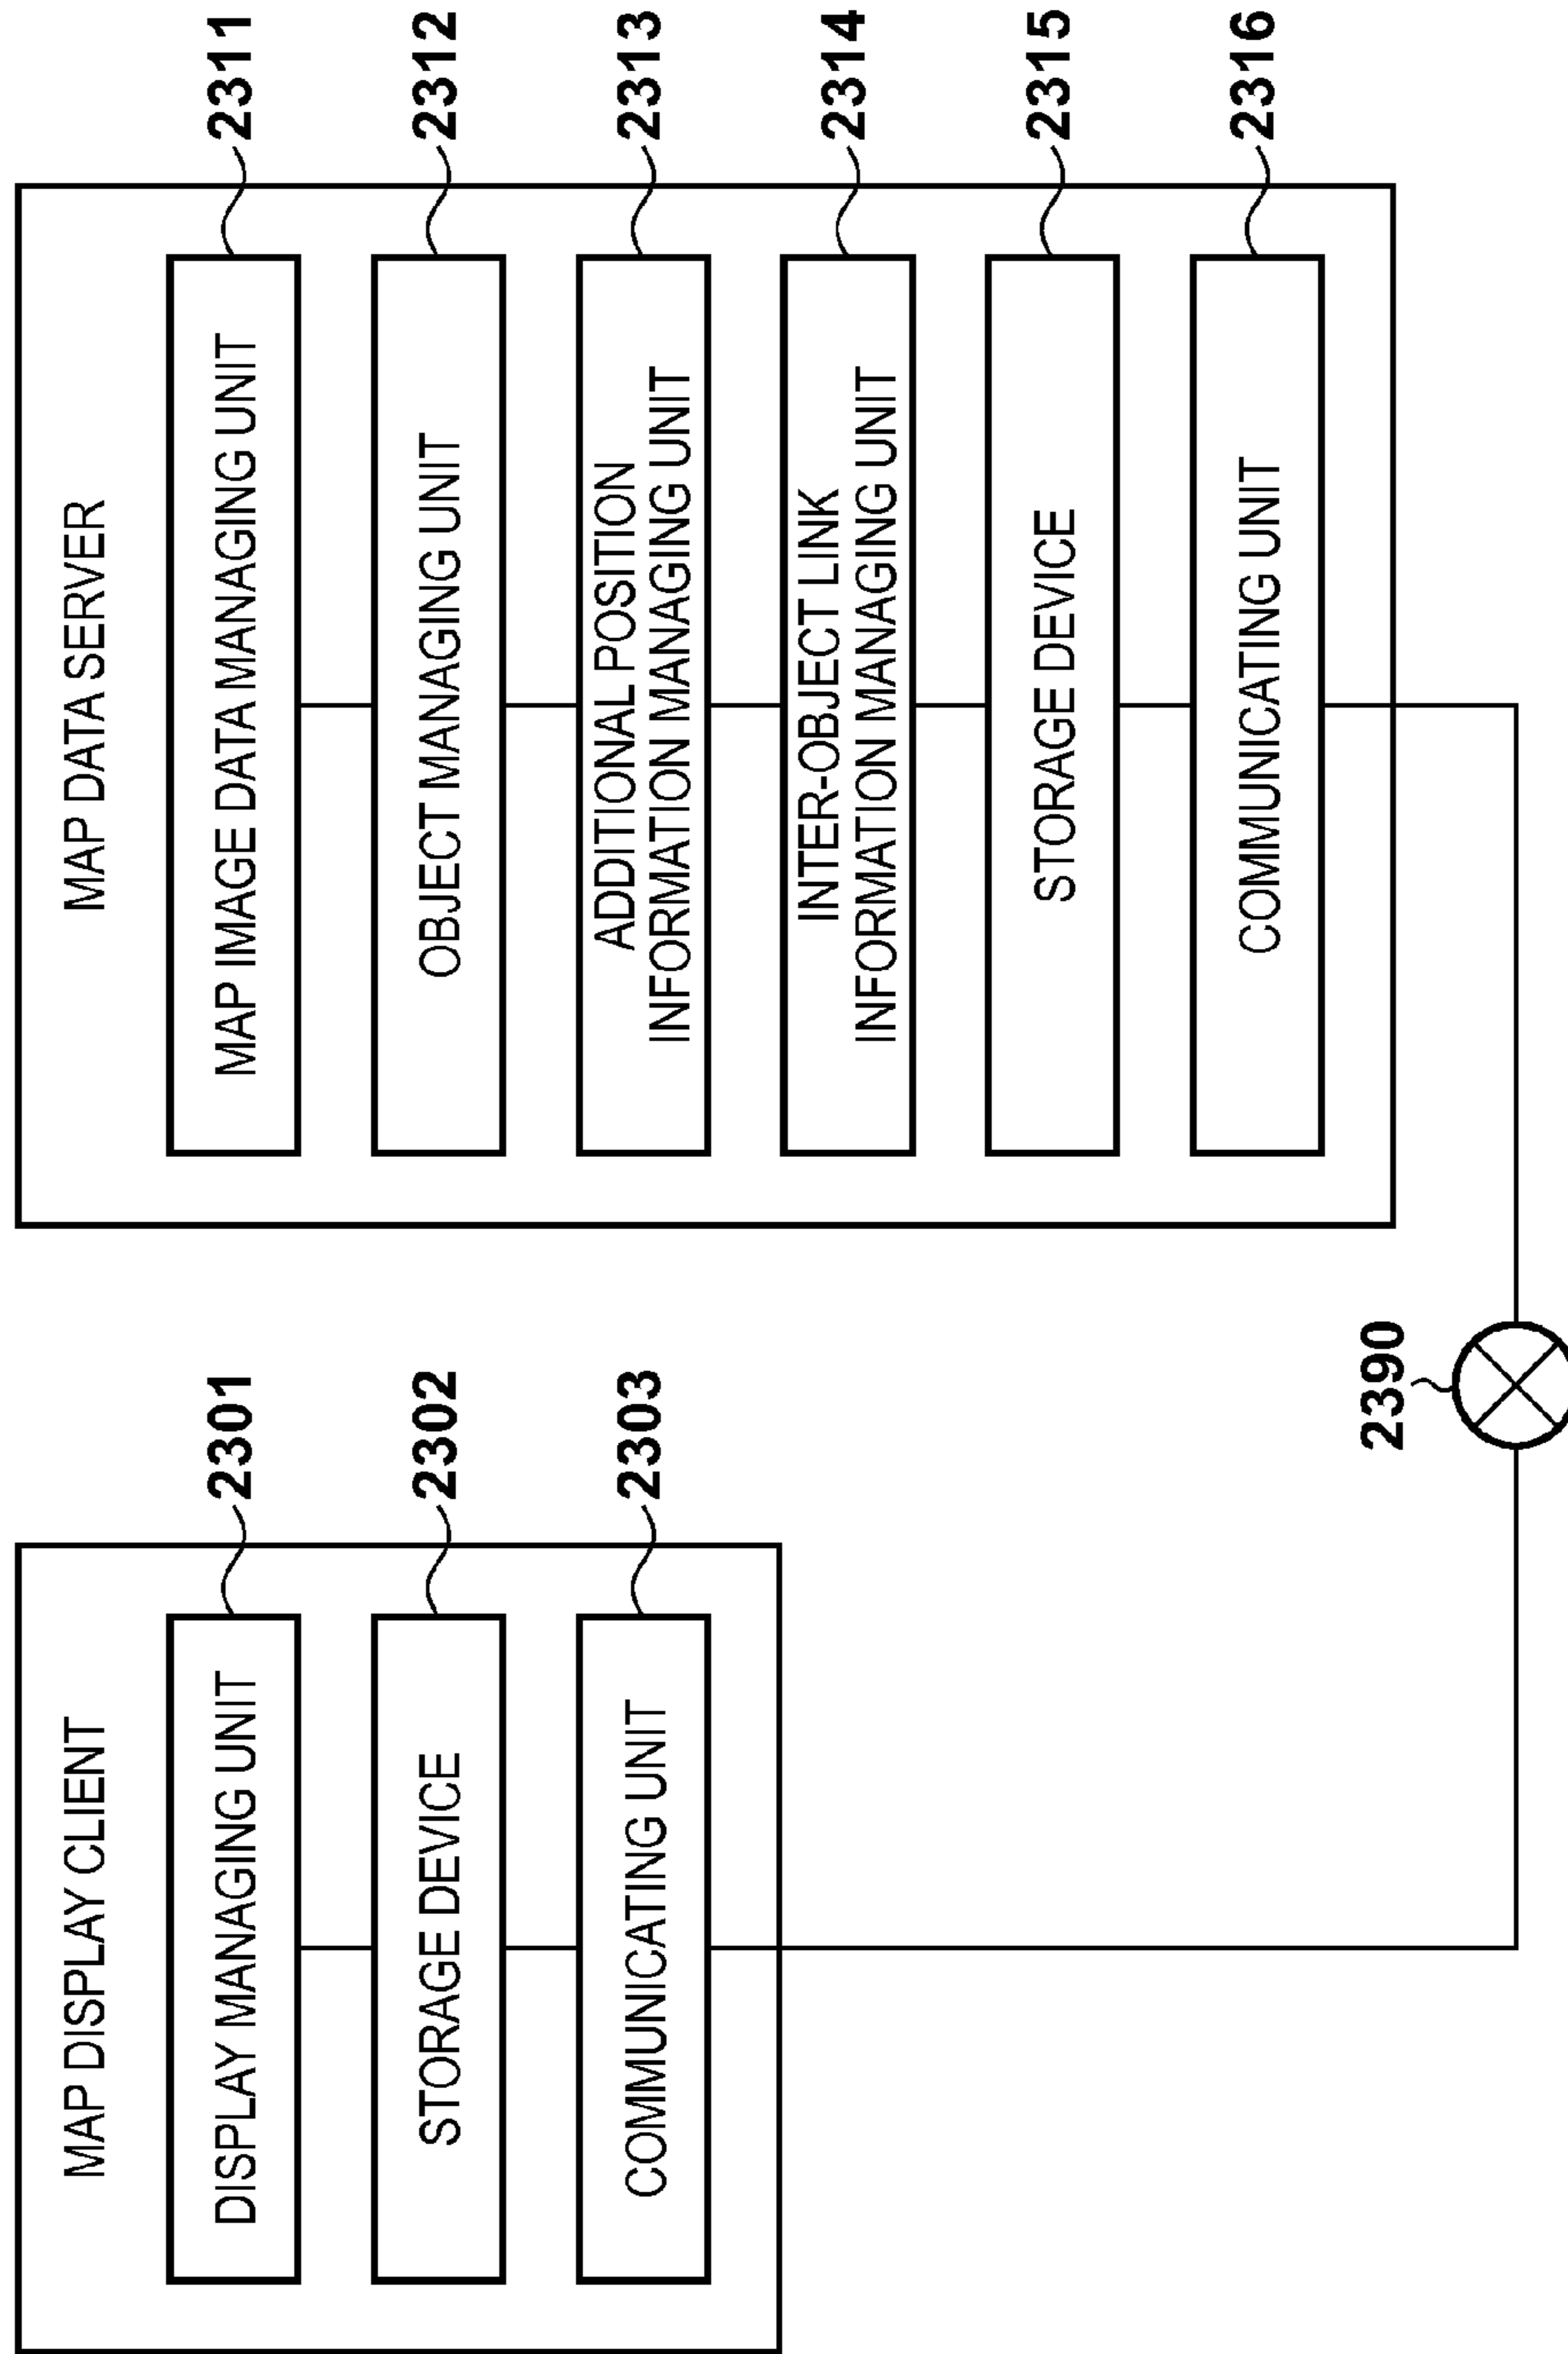 MAP DISPLAY CLIENT
DISPLAY MANAGING UNIT
2301
STORAGE DEVICE
2302
COMMUNICATING UNIT
2303
2390
MAP DATA SERVER
MAP IMAGE DATA MANAGING UNIT
2311
OBJECT MANAGING UNIT
2312
ADDITIONAL POSITION
INFORMATION MANAGING UNIT
2313
INTER-OBJECT LINK
INFORMATION MANAGING UNIT
2314
STORAGE DEVICE
2315
COMMUNICATING UNIT
2316